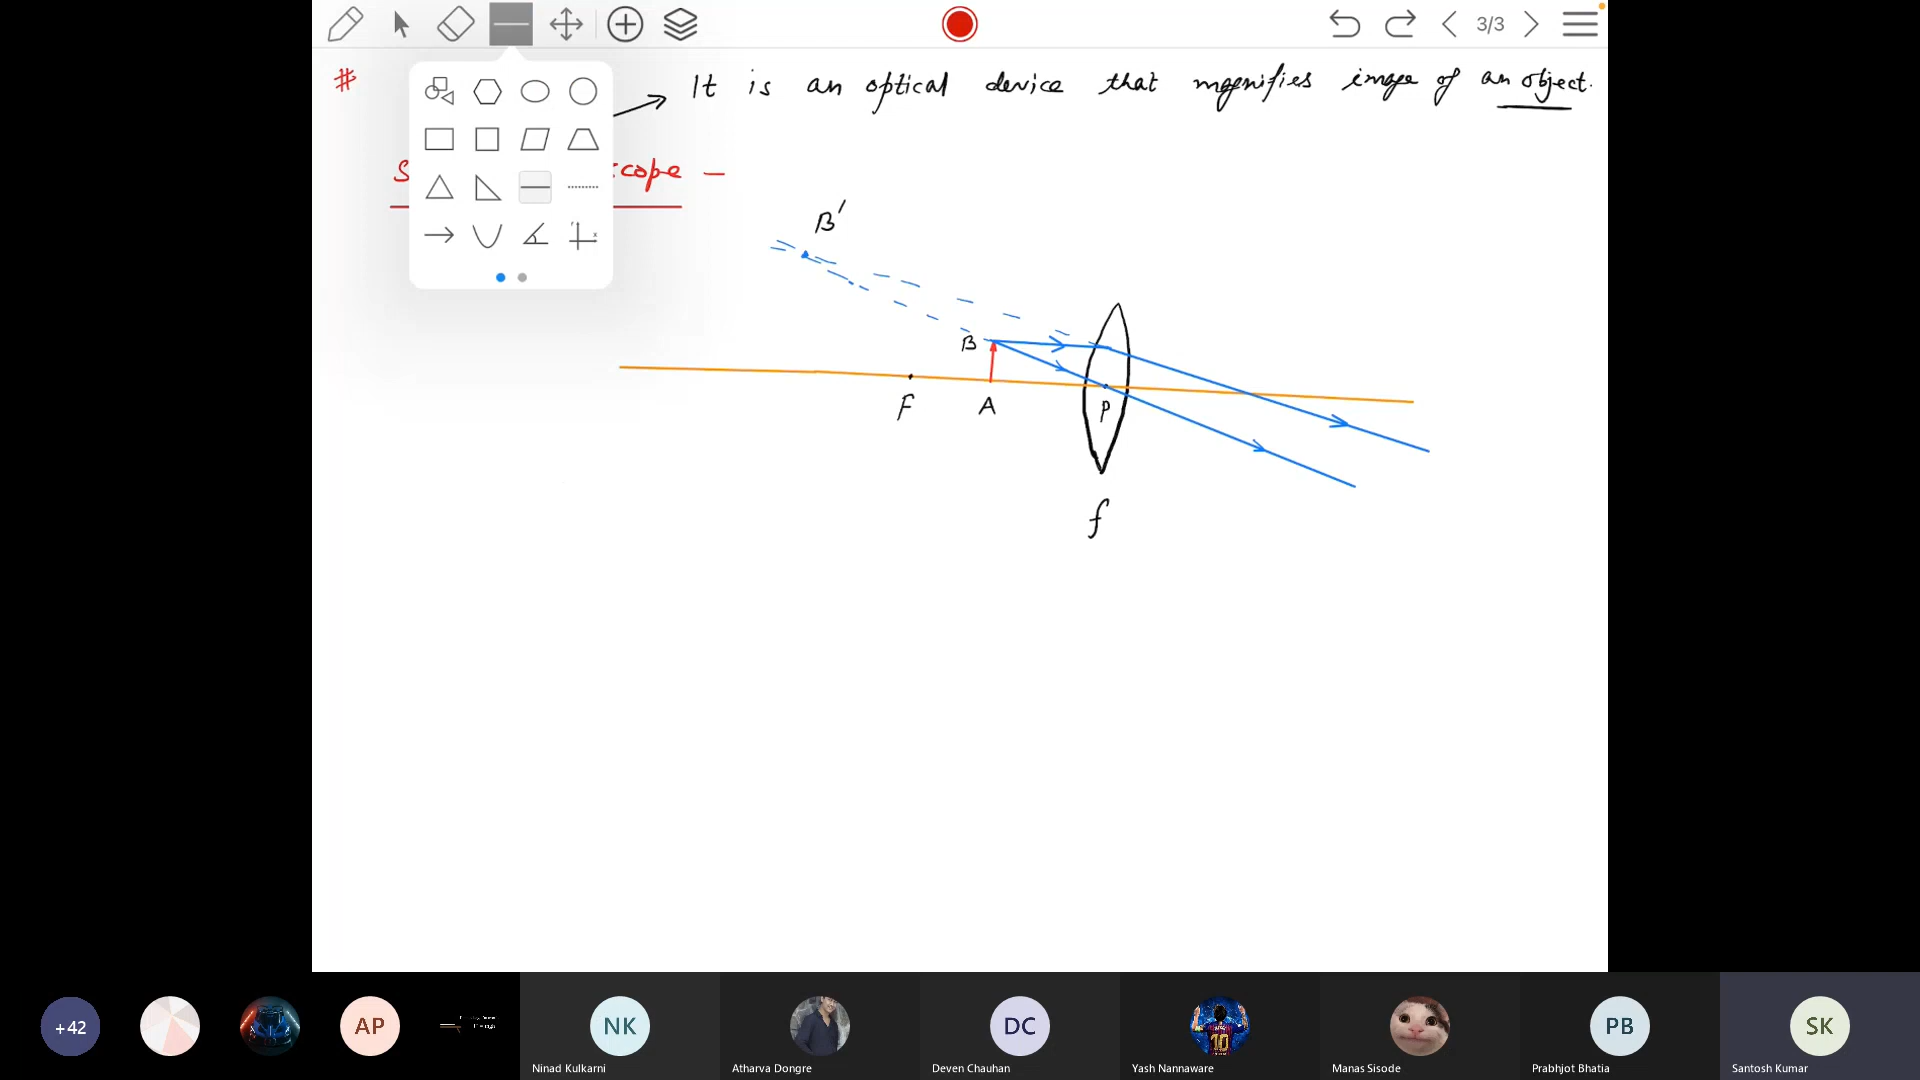 3/3
# It is an optical device that magnifies image of an object.
cope -
B'
B
F A P
f
+42 AP NK DC 10 PB SK
Ninad Kulkarni Atharva Dongre Deven Chauhan Yash Nannaware Manas Sisode Prabhjot Bhatia Santosh Kumar